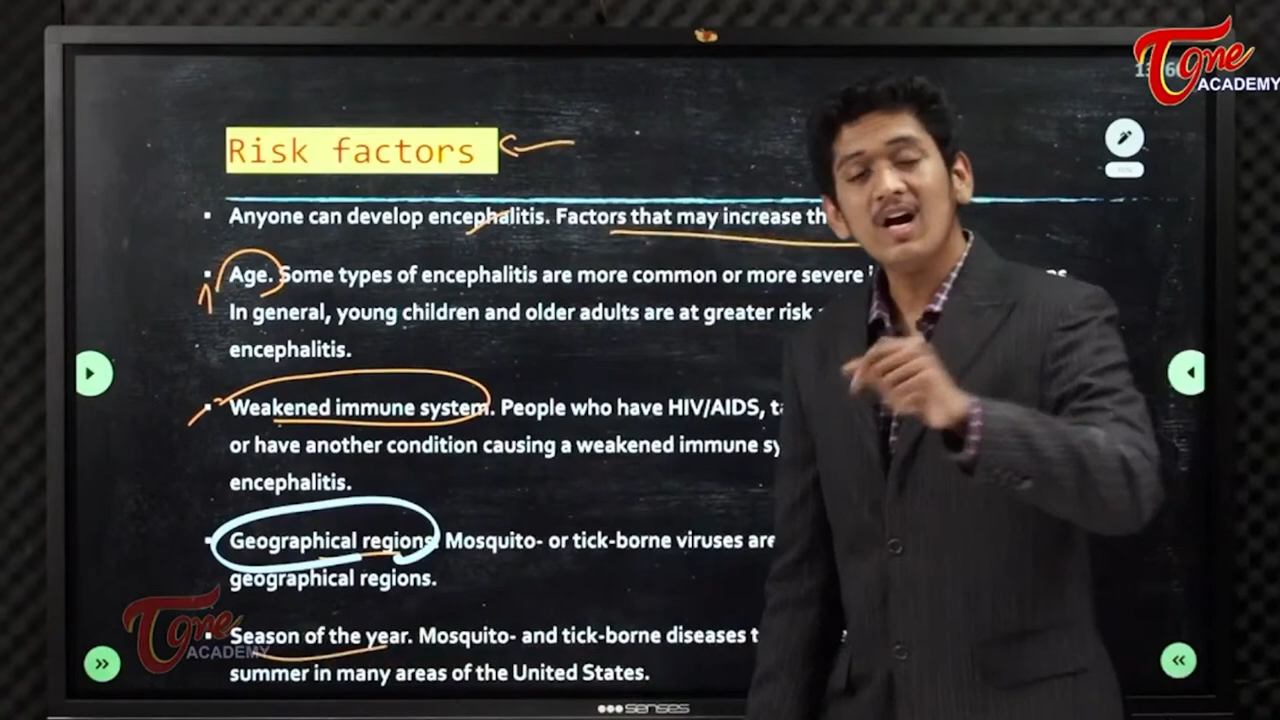 Tone
ACADEMY
Risk factors
Anyone can develop encephalitis. Factors that may increase
Age. Some types of encephalitis are more common or more severe
In general, young children and older adults are at greater risk
encephalitis.
Weakened immune system. People who have HIV/AIDS,
or have another condition causing a weakened immune
encephalitis.
Geographical regions. Mosquito- or tick-borne viruses are
geographical regions.
Season of the year. Mosquito- and tick-borne diseases
summer in many areas of the United States.
Tone
ACADEMY
senses